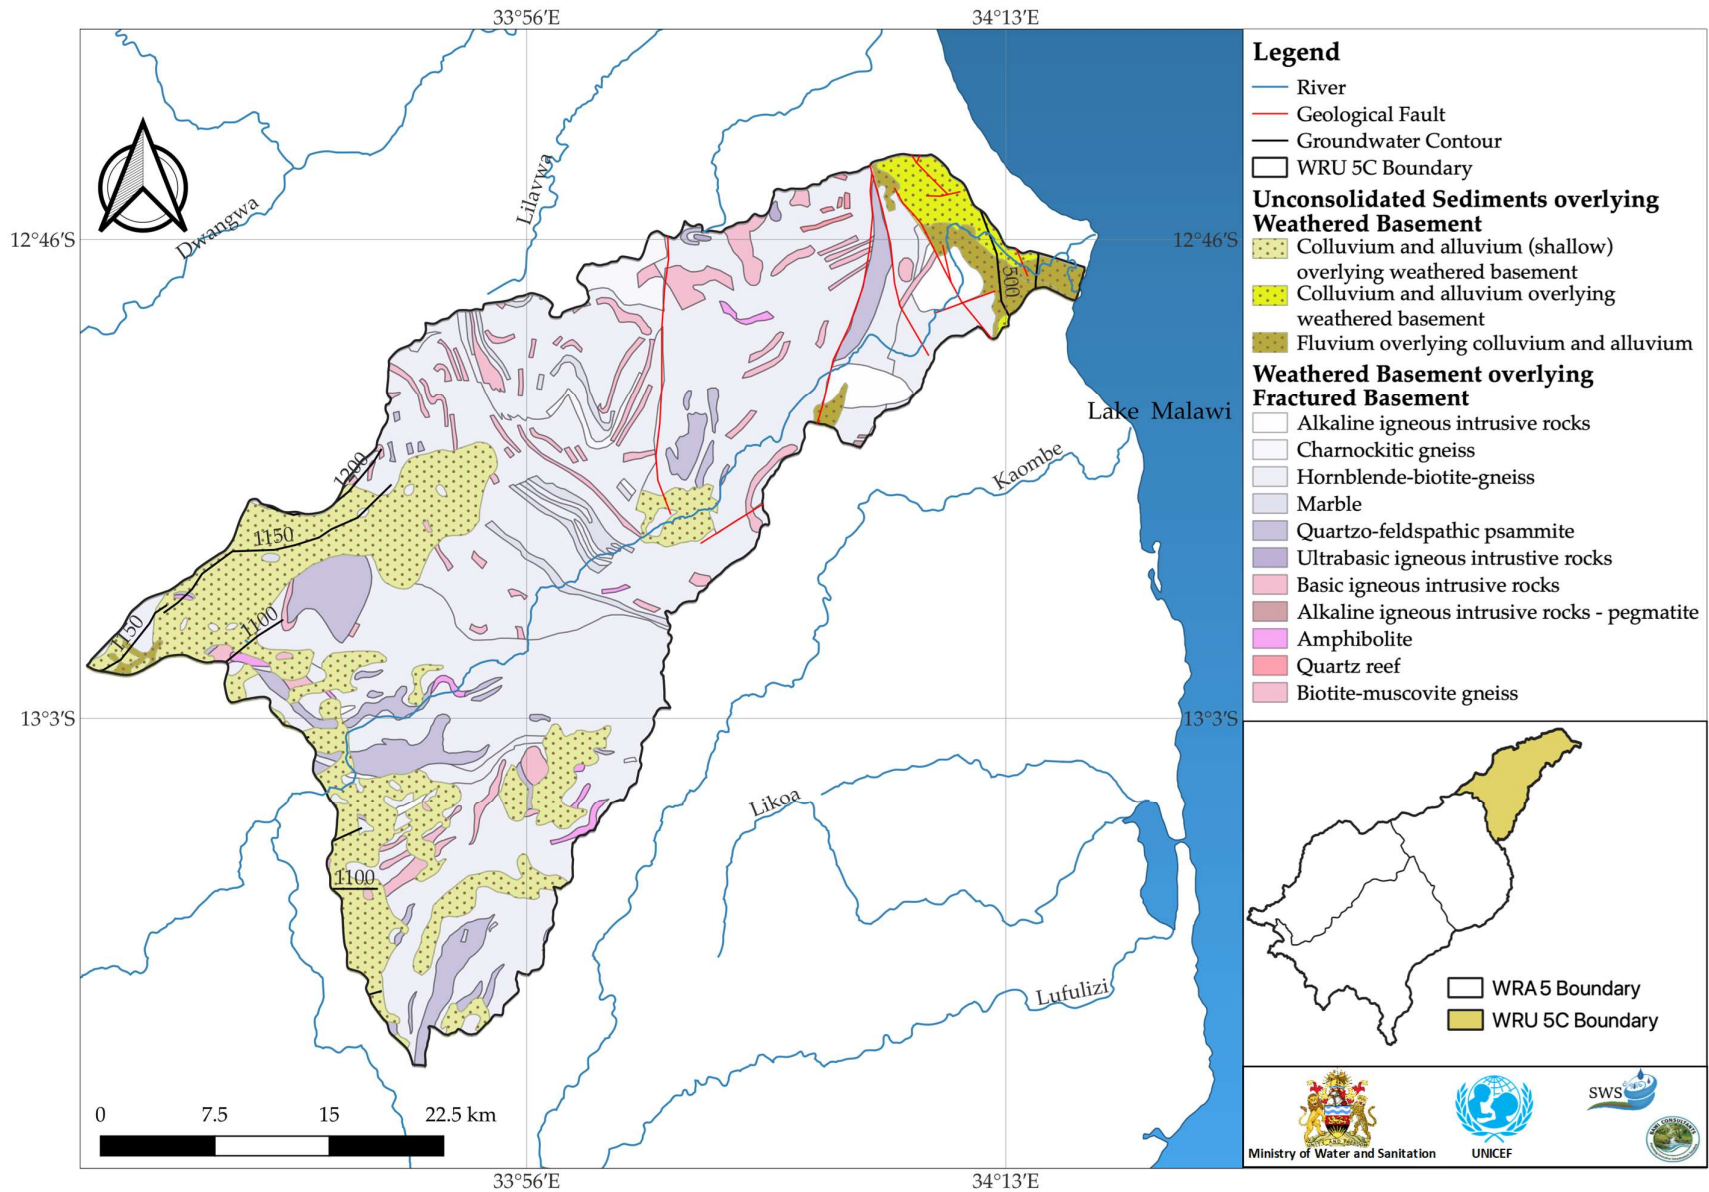 33°56′E
34°13′E
Dwangwa
Lilavwa
12°46′S
12°46′S
500
Lake Malawi
Kaombe
1200
1150
1150
1100
13°3′S
13°3′S
Likoa
1100
Lufulizi
0
7.5
15
22.5 km
33°56′E
34°13′E
Legend
River
Geological Fault
Groundwater Contour
WRU 5C Boundary
Unconsolidated Sediments overlying
Weathered Basement
Colluvium and alluvium (shallow)
overlying weathered basement
Colluvium and alluvium overlying
weathered basement
Fluvium overlying colluvium and alluvium
Weathered Basement overlying
Fractured Basement
Alkaline igneous intrusive rocks
Charnockitic gneiss
Hornblende-biotite-gneiss
Marble
Quartzo-feldspathic psammite
Ultrabasic igneous intrustive rocks
Basic igneous intrusive rocks
Alkaline igneous intrusive rocks - pegmatite
Amphibolite
Quartz reef
Biotite-muscovite gneiss
WRA 5 Boundary
WRU 5C Boundary
Ministry of Water and Sanitation
UNICEF
SWS